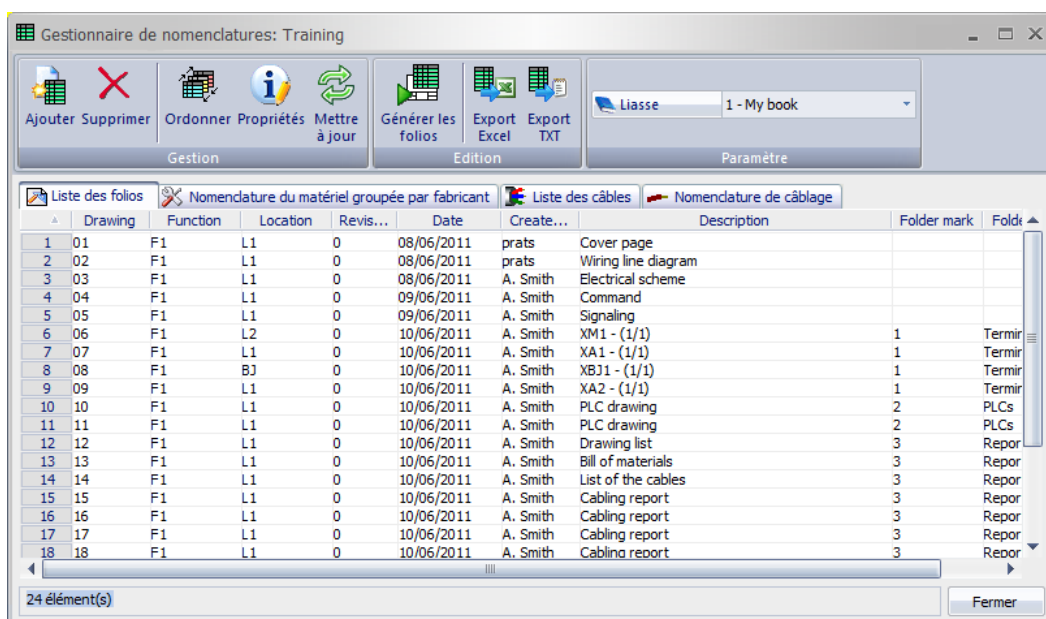 Gestionnaire de nomenclatures: Training
Ajouter Supprimer Ordonner Propriétés Mettre à jour Générer les folios Export Excel Export TXT
Liasse 1 - My book
Gestion Edition Paramètre
Liste des folios Nomenclature du matériel groupée par fabricant Liste des câbles Nomenclature de câblage
Drawing Function Location Revis... Date Create... Description Folder mark Folde
1 01 F1 L1 0 08/06/2011 prats Cover page
2 02 F1 L1 0 08/06/2011 prats Wiring line diagram
3 03 F1 L1 0 08/06/2011 A. Smith Electrical scheme
4 04 F1 L1 0 09/06/2011 A. Smith Command
5 05 F1 L1 0 09/06/2011 A. Smith Signaling
6 06 F1 L2 0 10/06/2011 A. Smith XM1 - (1/1) 1 Termir
7 07 F1 L1 0 10/06/2011 A. Smith XA1 - (1/1) 1 Termir
8 08 F1 BJ 0 10/06/2011 A. Smith XBJ1 - (1/1) 1 Termir
9 09 F1 L1 0 10/06/2011 A. Smith XA2 - (1/1) 1 Termir
10 10 F1 L1 0 10/06/2011 A. Smith PLC drawing 2 PLCs
11 11 F1 L1 0 10/06/2011 A. Smith PLC drawing 2 PLCs
12 12 F1 L1 0 10/06/2011 A. Smith Drawing list 3 Repor
13 13 F1 L1 0 10/06/2011 A. Smith Bill of materials 3 Repor
14 14 F1 L1 0 10/06/2011 A. Smith List of the cables 3 Repor
15 15 F1 L1 0 10/06/2011 A. Smith Cabling report 3 Repor
16 16 F1 L1 0 10/06/2011 A. Smith Cabling report 3 Repor
17 17 F1 L1 0 10/06/2011 A. Smith Cabling report 3 Repor
18 18 F1 L1 0 10/06/2011 A. Smith Cabling report 3 Repor
24 élément(s)
Fermer